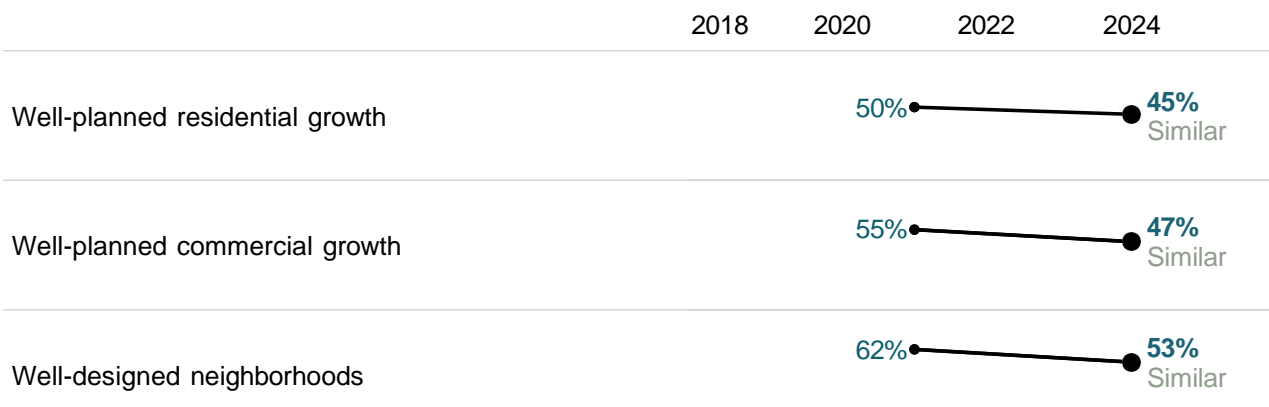 2018 2020 2022 2024
Well-planned residential growth 50% 45%
Similar
Well-planned commercial growth 55% 47%
Similar
Well-designed neighborhoods 62% 53%
Similar